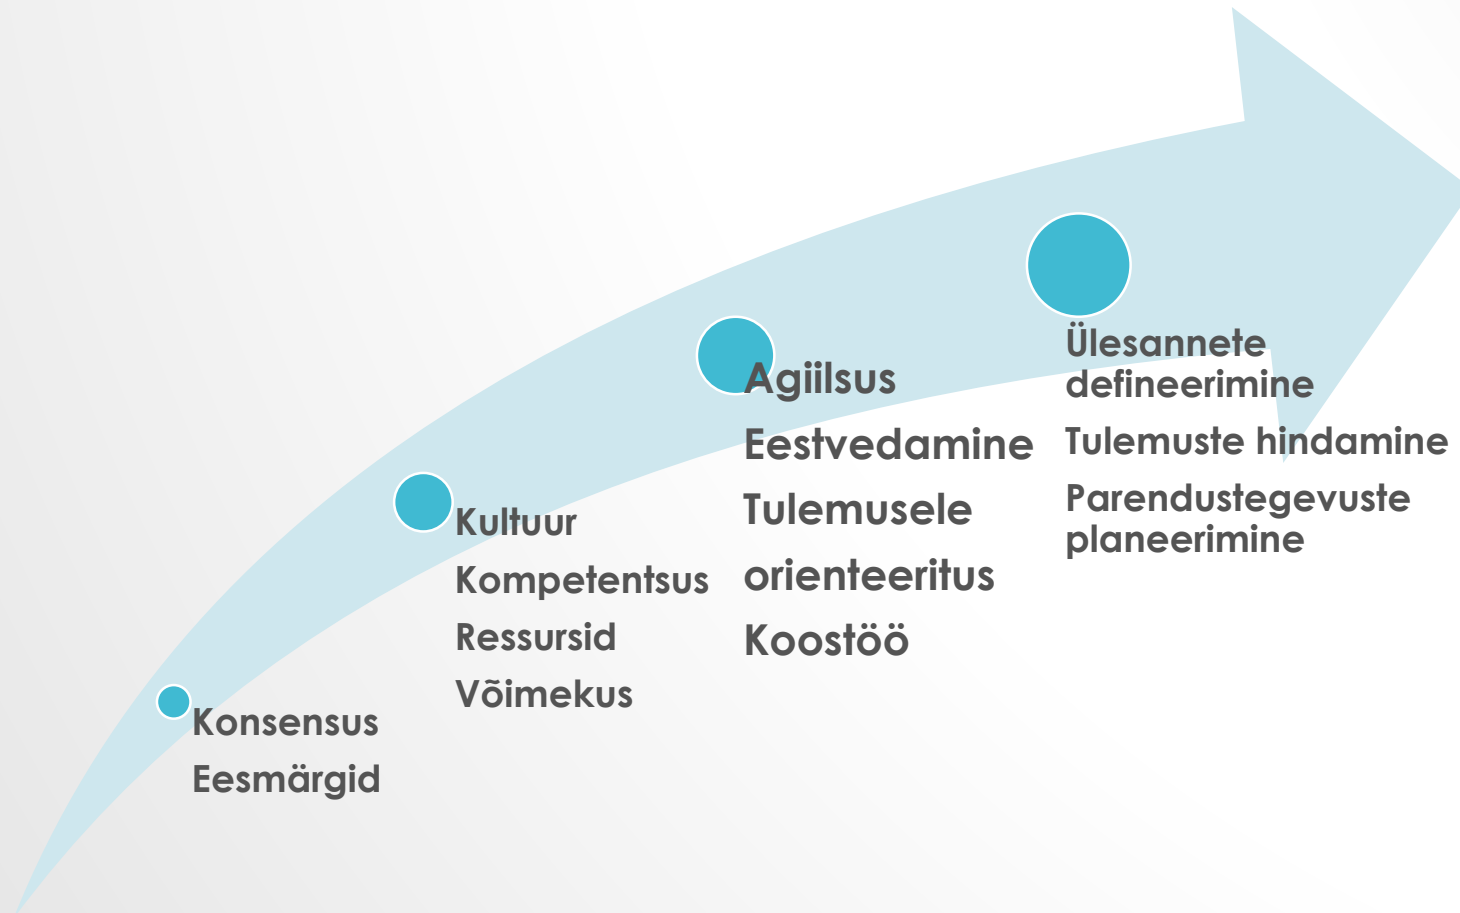 Konsensus
Eesmärgid
Kultuur
Kompetentsus
Ressursid
Võimekus
Agiilsus
Eestvedamine
Tulemusele
orienteeritus
Koostöö
Ülesannete
defineerimine
Tulemuste hindamine
Parendustegevuste
planeerimine